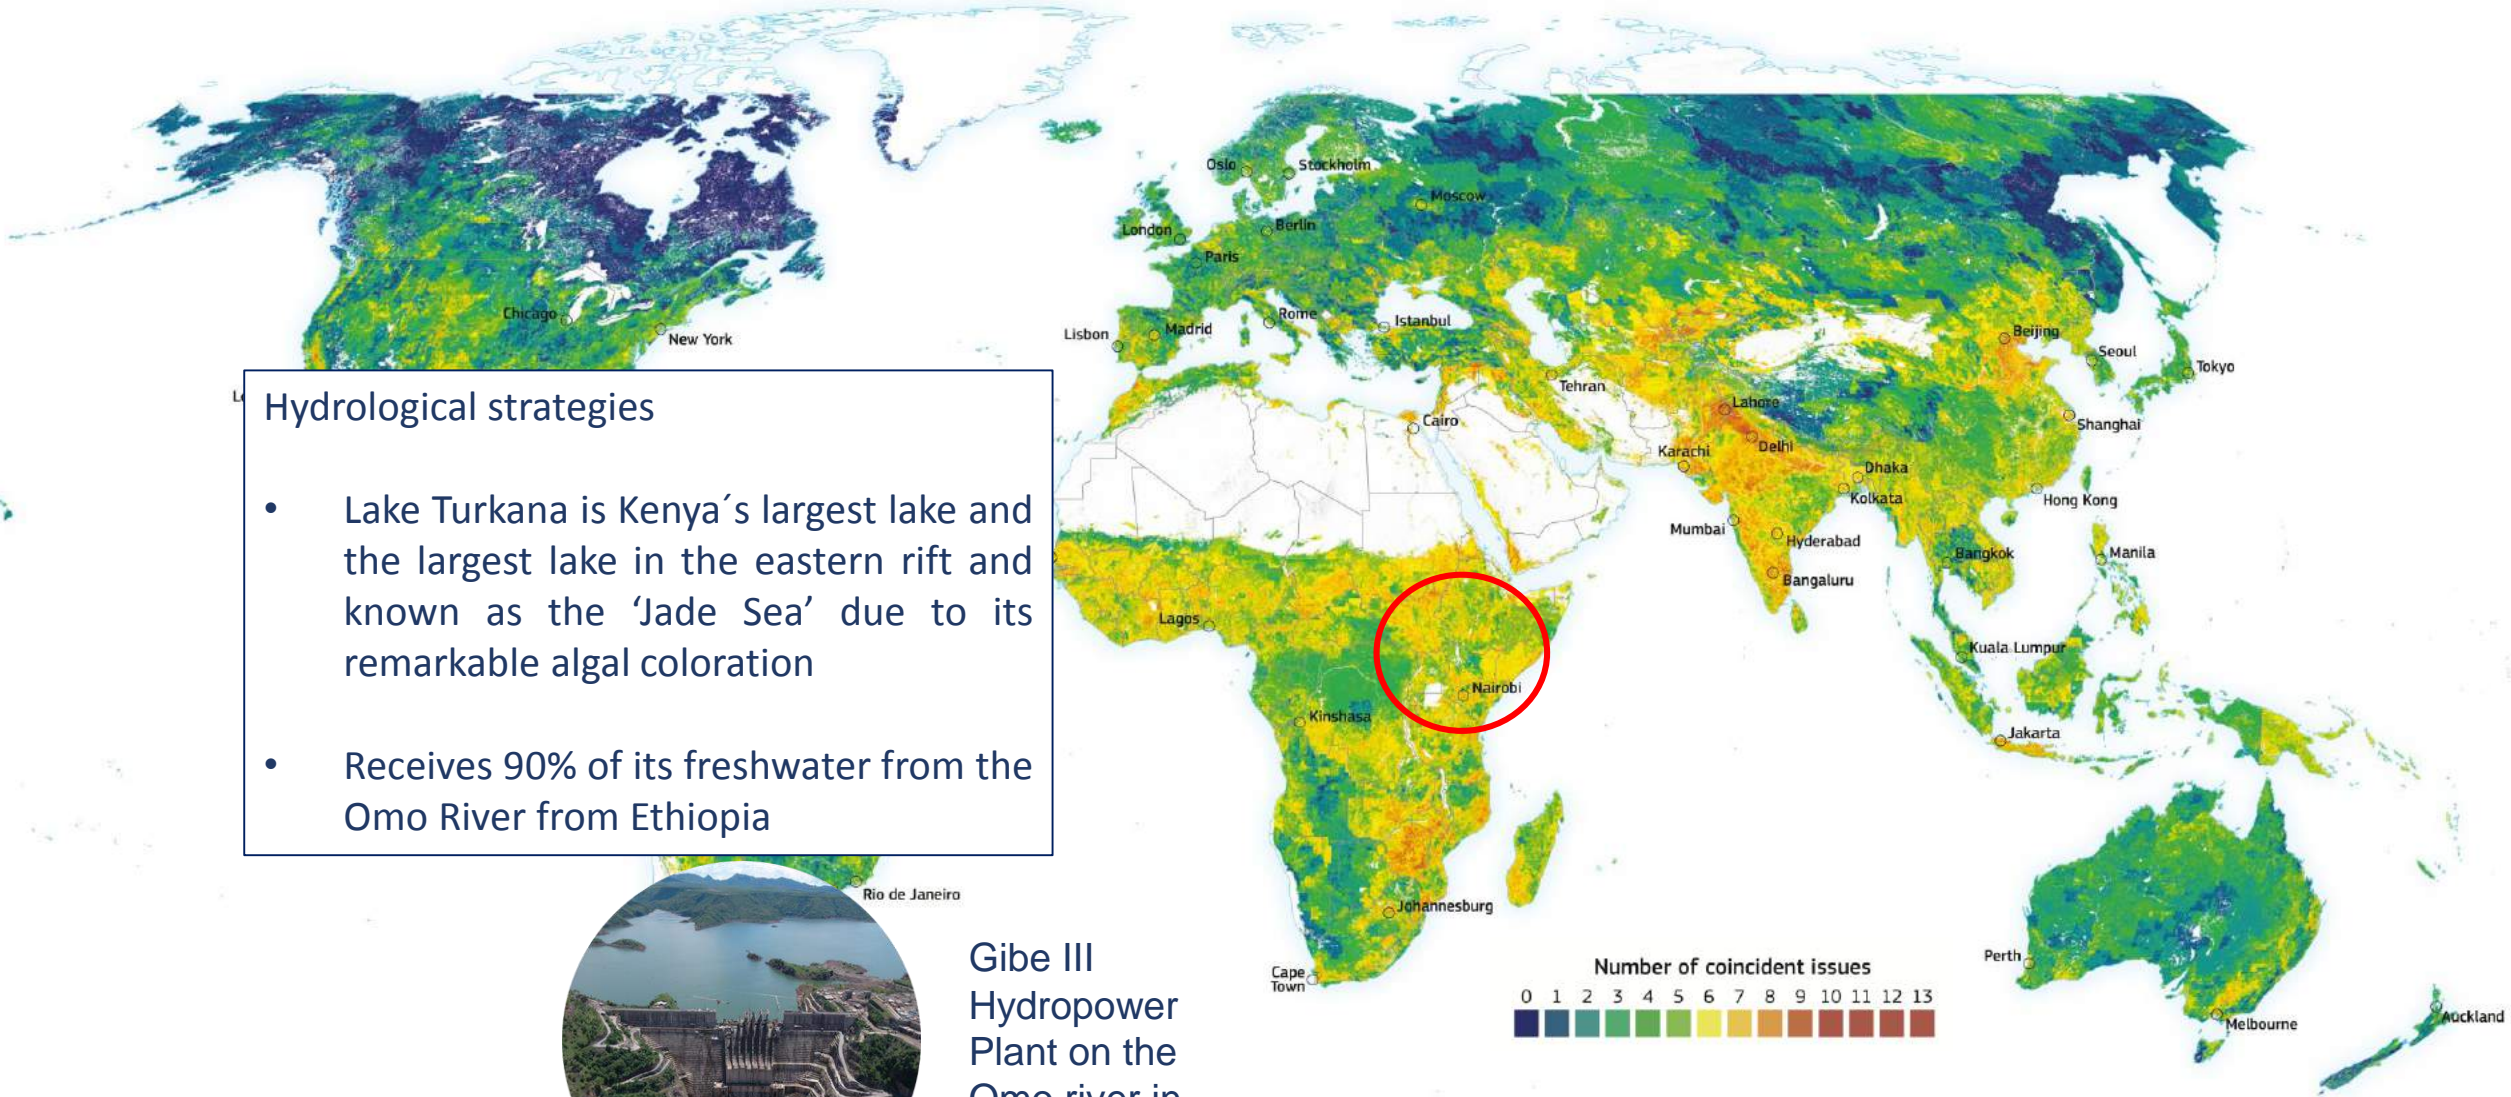 Oslo
Stockholm
Moscow
London
Berlin
Paris
Chicago
New York
Lisbon
Madrid
Rome
Istanbul
Beijing
Seoul
Tokyo
Tehran
Lahore
Cairo
Shanghai
Karachi
Delhi
Dhaka
Kolkata
Hong Kong
Mumbai
Hyderabad
Bangkok
Manila
Bangaluru
Lagos
Kuala Lumpur
Nairobi
Kinshasa
Jakarta
Hydrological strategies
• Lake Turkana is Kenya´s largest lake and
the largest lake in the eastern rift and
known as the ‘Jade Sea’ due to its
remarkable algal coloration
• Receives 90% of its freshwater from the
Omo River from Ethiopia
Rio de Janeiro
Johannesburg
Cape
Town
Perth
Melbourne
Auckland
Gibe III
Hydropower
Plant on the
Omo river in
Number of coincident issues
0 1 2 3 4 5 6 7 8 9 10 11 12 13